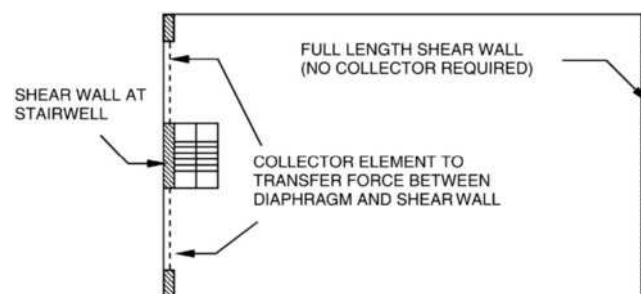 FULL LENGTH SHEAR WALL
(NO COLLECTOR REQUIRED)
SHEAR WALL AT
STAIRWELL
COLLECTOR ELEMENT TO
TRANSFER FORCE BETWEEN
DIAPHRAGM AND SHEAR WALL